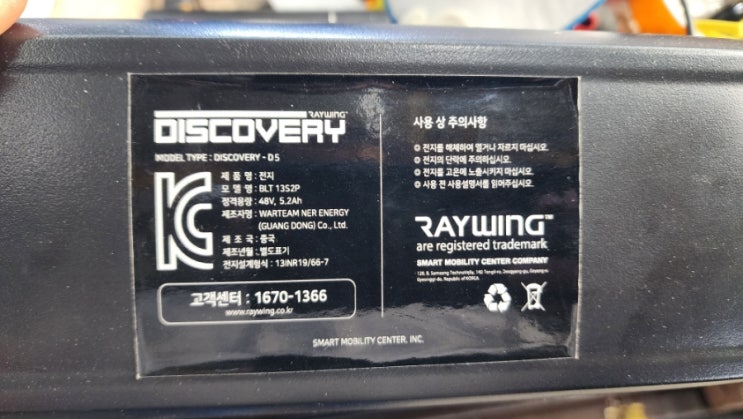 RAYWING™
DISCOVERY
MODEL TYPE : DISCOVERY - D5
제 품 명 : 전지
모 델 명 : BLT 13S2P
정격용량 : 48V, 5.2Ah
제조자명 : WARTEAM NER ENERGY
(GUANG DONG) Co., Ltd.
제 조 국 : 중국
제조년월 : 별도표기
전지설계형식 : 13INR19/66-7
고객센터 : 1670-1366
www.raywing.co.kr
사용 상 주의사항
전지를 해체하여 열거나 자르지 마십시오.
전지의 단락에 주의하십시오.
전지를 고온에 노출시키지 마십시오.
사용 전 사용설명서를 읽어주십시오.
RAYWING™
are registered trademark
SMART MOBILITY CENTER COMPANY
Gyeonggi-do, Republic of KOREA
SMART MOBILITY CENTER, INC.